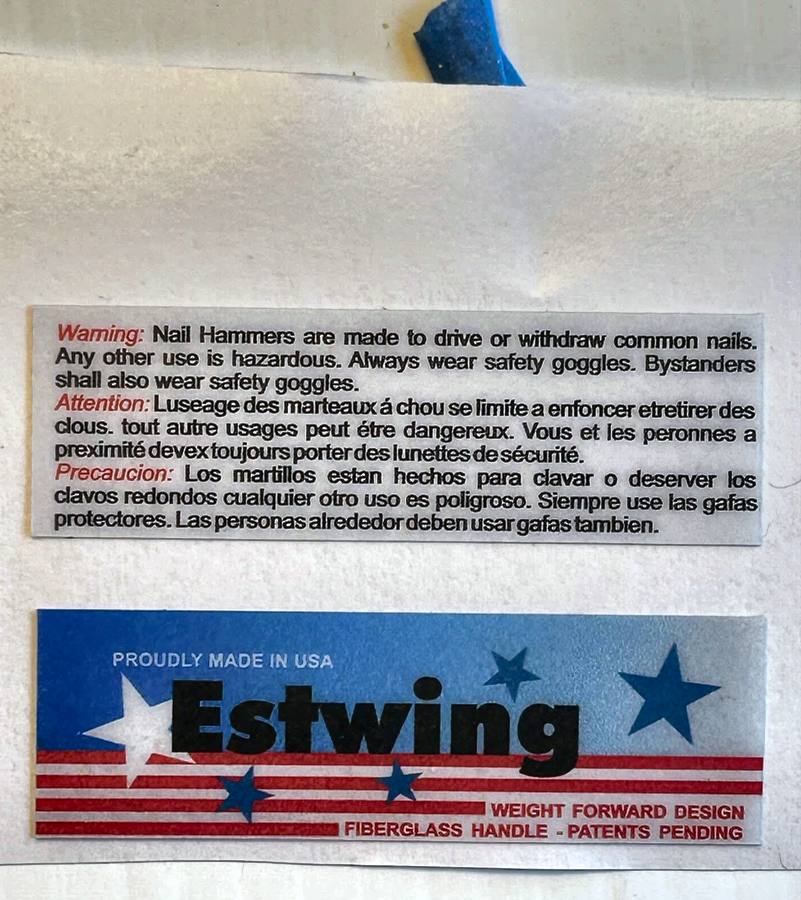 Warning: Nail Hammers are made to drive or withdraw common nails.
Any other use is hazardous. Always wear safety goggles. Bystanders
shall also wear safety goggles.
Attention: Luseage des marteaux á chou se limite a enfoncer etretirer des
clous. tout autre usages peut étre dangereux. Vous et les peronnes a
preximité devex toujours porter des lunettes de sécurité.
Precaucion: Los martillos estan hechos para clavar o deserver los
clavos redondos cualquier otro uso es poligroso. Siempre use las gafas
protectores. Las personas alrededor deben usar gafas tambien.
PROUDLY MADE IN USA
Estwing
WEIGHT FORWARD DESIGN
FIBERGLASS HANDLE - PATENTS PENDING